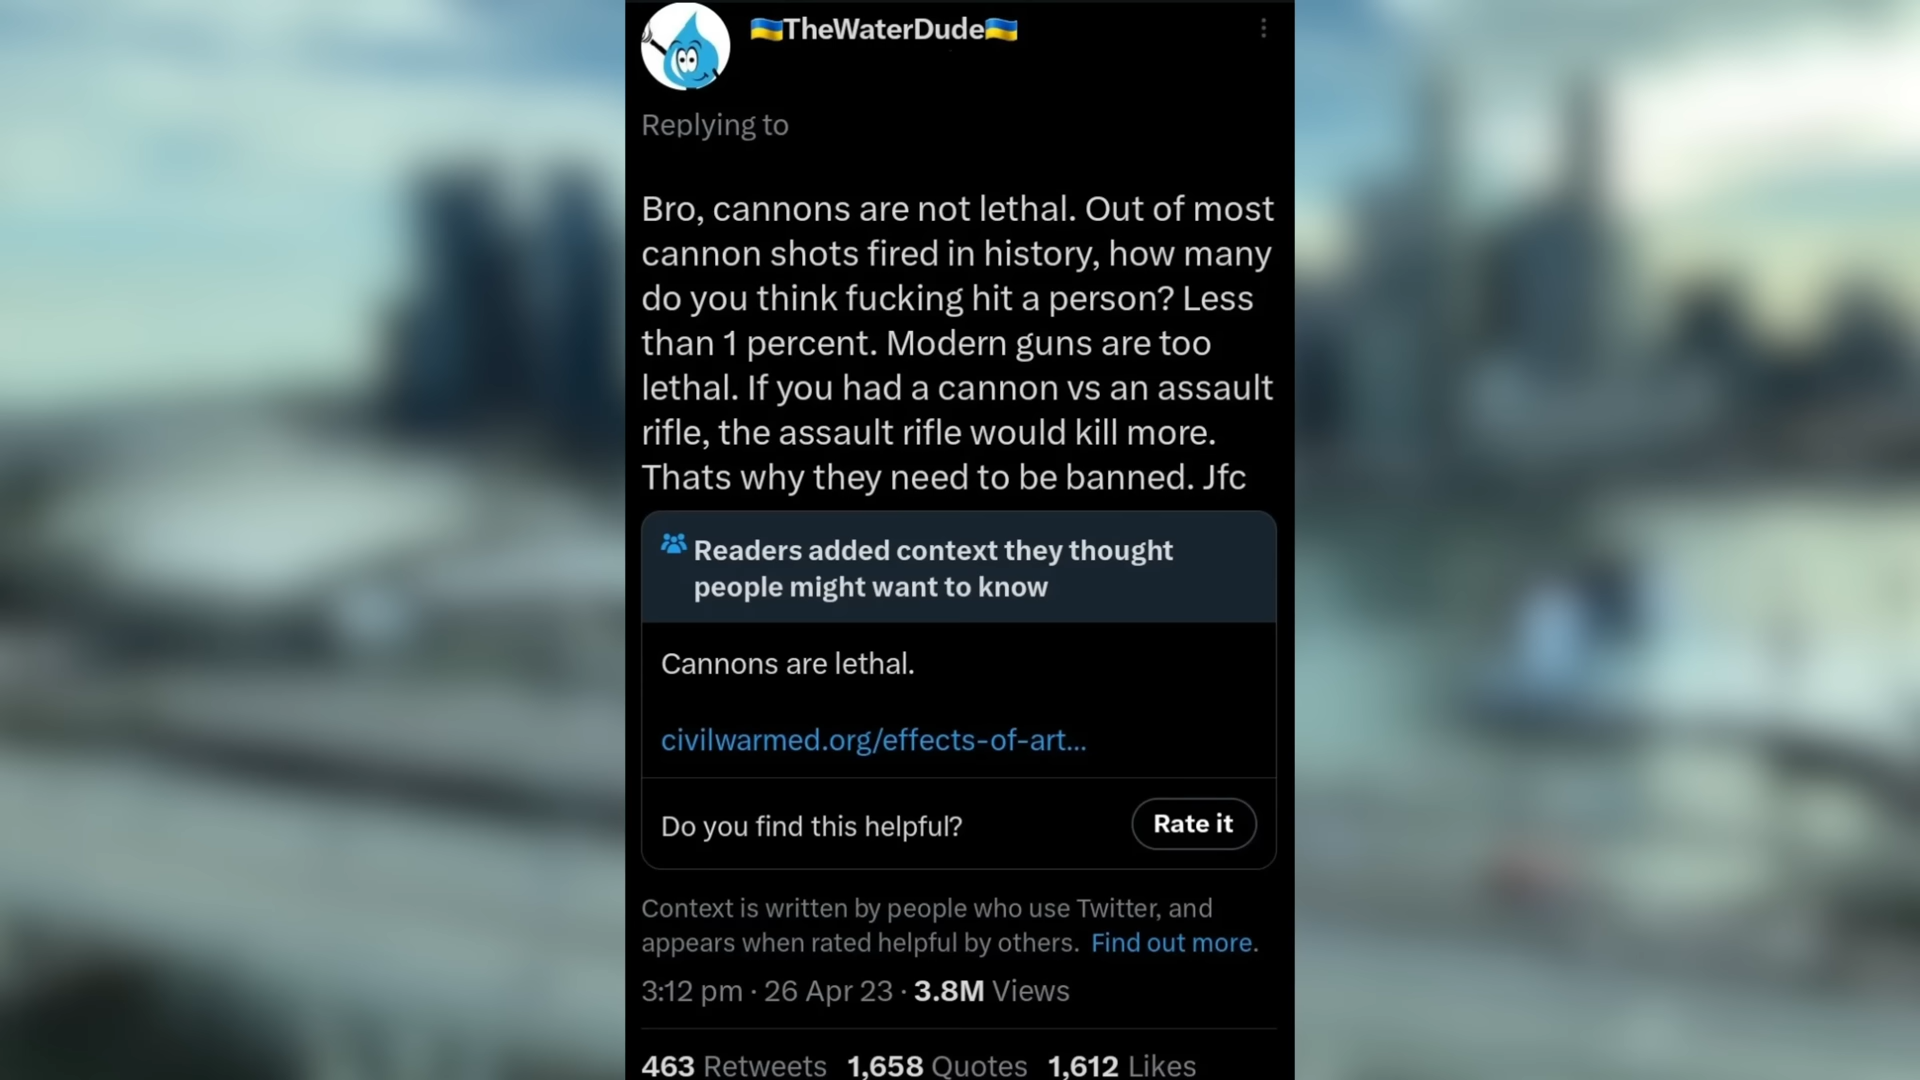 🇺🇦TheWaterDude🇺🇦
Replying to
Bro, cannons are not lethal. Out of most
cannon shots fired in history, how many
do you think fucking hit a person? Less
than 1 percent. Modern guns are too
lethal. If you had a cannon vs an assault
rifle, the assault rifle would kill more.
Thats why they need to be banned. Jfc
Readers added context they thought
people might want to know
Cannons are lethal.
civilwarmed.org/effects-of-art...
Do you find this helpful? Rate it
Context is written by people who use Twitter, and
appears when rated helpful by others. Find out more.
3:12 pm · 26 Apr 23 · 3.8M Views
463 Retweets 1,658 Quotes 1,612 Likes